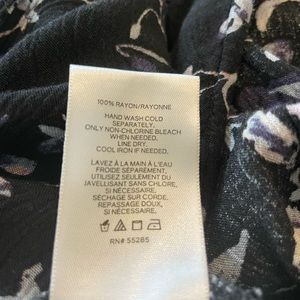 100% RAYON/RAYONNE
HAND WASH COLD
SEPARATELY.
ONLY NON-CHLORINE BLEACH
WHEN NEEDED.
LINE DRY.
COOL IRON IF NEEDED.
LAVEZ À LA MAIN À L'EAU
FROIDE SÉPARÉMENT.
UTILISEZ SEULEMENT DU
JAVELLISANT SANS CHLORE,
SI NÉCESSAIRE.
SÉCHAGE SUR CORDE.
REPASSAGE DOUX,
SI NÉCESSAIRE.
RN# 55285